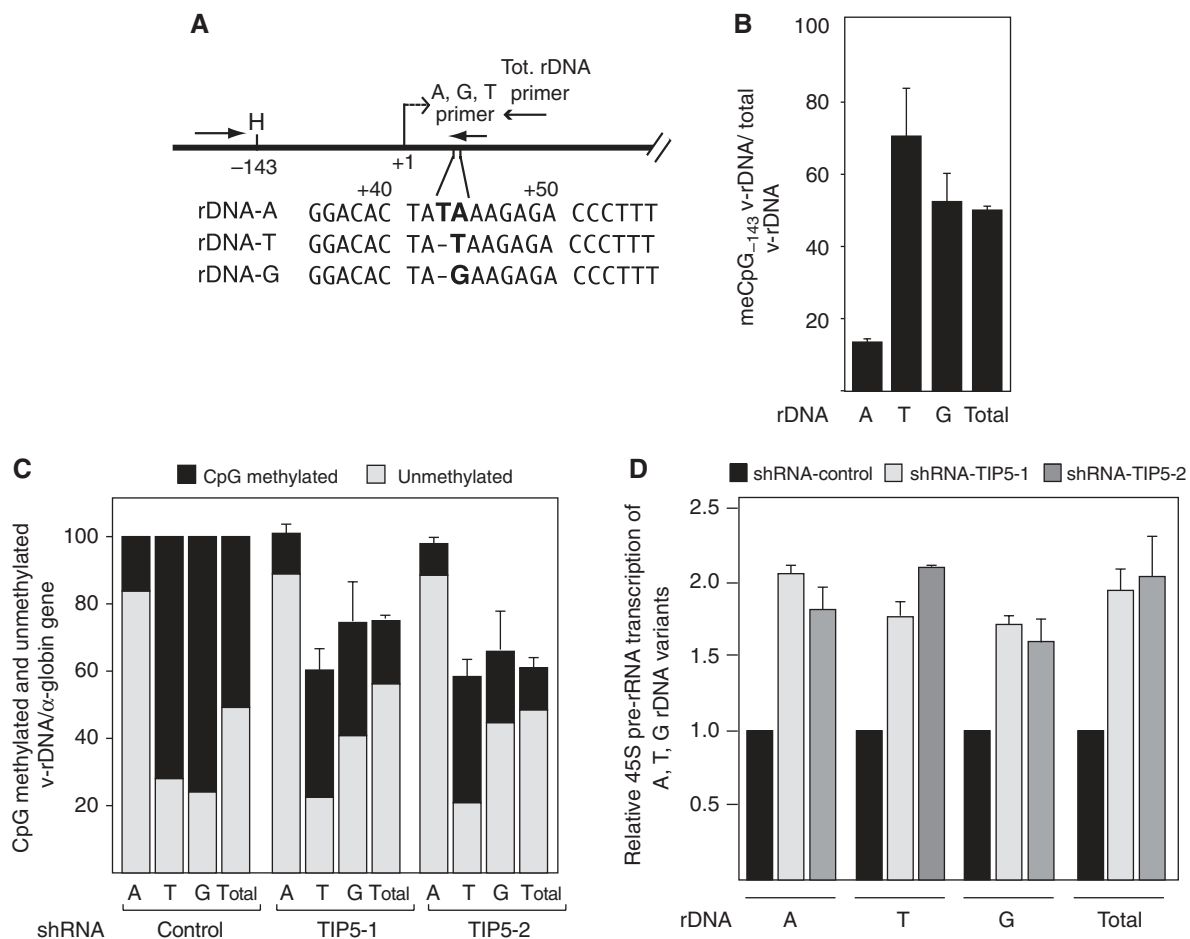 A
Tot. rDNA
A, G, T primer
primer
H
–143
+1
+40 +50
rDNA-A GGACAC TATAAAGAGA CCCTTT
rDNA-T GGACAC TA-TAAGAGA CCCTTT
rDNA-G GGACAC TA-GAAGAGA CCCTTT
B
meCpG–143 v-rDNA/ total
v-rDNA
100
80
60
40
20
rDNA A T G Total
C
CpG methylated Unmethylated
CpG methylated and unmethylated
v-rDNA/α-globin gene
100
80
60
40
20
A T G Total A T G Total A T G Total
shRNA Control TIP5-1 TIP5-2
D
shRNA-control shRNA-TIP5-1 shRNA-TIP5-2
Relative 45S pre-rRNA transcription of
A, T, G rDNA variants
2.5
2.0
1.5
1.0
0.5
rDNA A T G Total